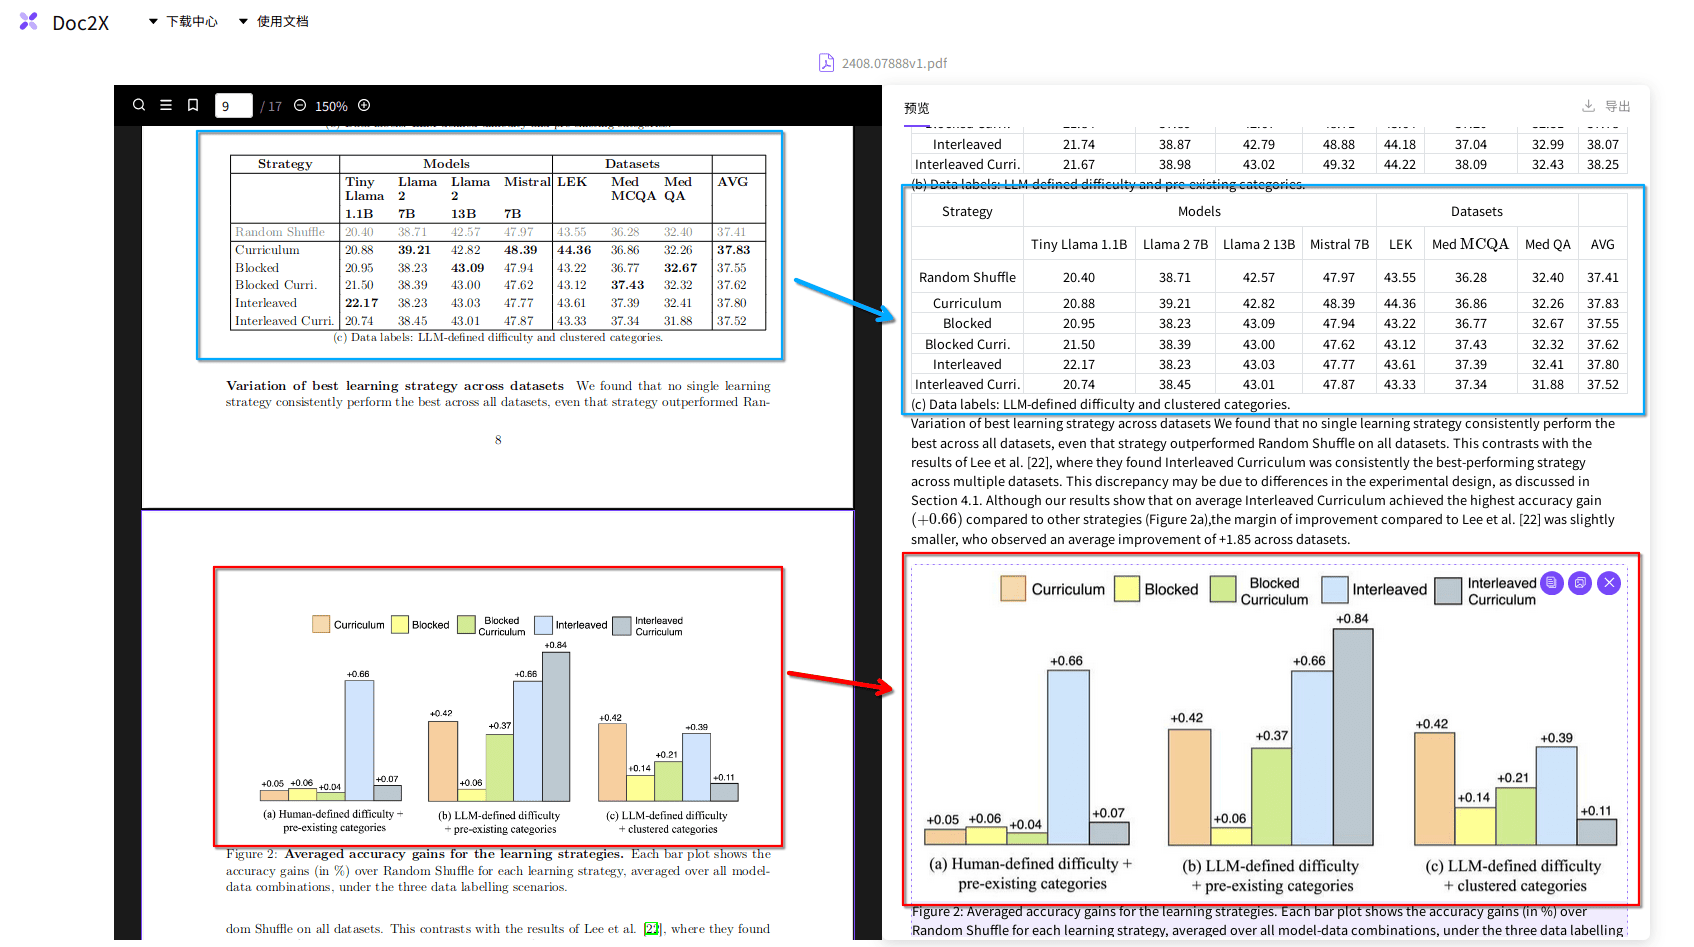 Doc2X
下载中心
使用文档
2408.07888v1.pdf
9 / 17 150%
Strategy Models Datasets
Tiny Llama Llama Mistral LEK Med Med AVG
Llama 2 2 MCQA QA
1.1B 7B 13B 7B
Random Shuffle 20.40 38.71 42.57 47.97 43.55 36.28 32.40 37.41
Curriculum 20.88 39.21 42.82 48.39 44.36 36.86 32.26 37.83
Blocked 20.95 38.23 43.09 47.94 43.22 36.77 32.67 37.55
Blocked Curri. 21.50 38.39 43.00 47.62 43.12 37.43 32.32 37.62
Interleaved 22.17 38.23 43.03 47.77 43.61 37.39 32.41 37.80
Interleaved Curri. 20.74 38.45 43.01 47.87 43.33 37.34 31.88 37.52
(c) Data labels: LLM-defined difficulty and clustered categories.
Variation of best learning strategy across datasets We found that no single learning
strategy consistently perform the best across all datasets, even that strategy outperformed Ran-
8
Curriculum
Blocked
Blocked
Curriculum
Interleaved
Interleaved
Curriculum
+0.05 +0.06 +0.04 +0.66 +0.07
+0.42 +0.06 +0.37 +0.66 +0.84
+0.42 +0.14 +0.21 +0.39 +0.11
(a) Human-defined difficulty +
pre-existing categories
(b) LLM-defined difficulty
+ pre-existing categories
(c) LLM-defined difficulty
+ clustered categories
Figure 2: Averaged accuracy gains for the learning strategies. Each bar plot shows the
accuracy gains (in %) over Random Shuffle for each learning strategy, averaged over all model-
data combinations, under the three data labelling scenarios.
dom Shuffle on all datasets. This contrasts with the results of Lee et al. [22], where they found
预览
导出
Interleaved 21.74 38.87 42.79 48.88 44.18 37.04 32.99 38.07
Interleaved Curri. 21.67 38.98 43.02 49.32 44.22 38.09 32.43 38.25
(b) Data labels: LLM-defined difficulty and pre-existing categories.
Strategy Models Datasets
Tiny Llama 1.1B Llama 2 7B Llama 2 13B Mistral 7B LEK Med MCQA Med QA AVG
Random Shuffle 20.40 38.71 42.57 47.97 43.55 36.28 32.40 37.41
Curriculum 20.88 39.21 42.82 48.39 44.36 36.86 32.26 37.83
Blocked 20.95 38.23 43.09 47.94 43.22 36.77 32.67 37.55
Blocked Curri. 21.50 38.39 43.00 47.62 43.12 37.43 32.32 37.62
Interleaved 22.17 38.23 43.03 47.77 43.61 37.39 32.41 37.80
Interleaved Curri. 20.74 38.45 43.01 47.87 43.33 37.34 31.88 37.52
(c) Data labels: LLM-defined difficulty and clustered categories.
Variation of best learning strategy across datasets We found that no single learning strategy consistently perform the
best across all datasets, even that strategy outperformed Random Shuffle on all datasets. This contrasts with the
results of Lee et al. [22], where they found Interleaved Curriculum was consistently the best-performing strategy
across multiple datasets. This discrepancy may be due to differences in the experimental design, as discussed in
Section 4.1. Although our results show that on average Interleaved Curriculum achieved the highest accuracy gain
(+0.66) compared to other strategies (Figure 2a),the margin of improvement compared to Lee et al. [22] was slightly
smaller, who observed an average improvement of +1.85 across datasets.
Curriculum
Blocked
Blocked
Curriculum
Interleaved
Interleaved
Curriculum
+0.05 +0.06 +0.04 +0.66 +0.07
+0.42 +0.06 +0.37 +0.66 +0.84
+0.42 +0.14 +0.21 +0.39 +0.11
(a) Human-defined difficulty +
pre-existing categories
(b) LLM-defined difficulty
+ pre-existing categories
(c) LLM-defined difficulty
+ clustered categories
Figure 2: Averaged accuracy gains for the learning strategies. Each bar plot shows the accuracy gains (in %) over
Random Shuffle for each learning strategy, averaged over all model-data combinations, under the three data labelling